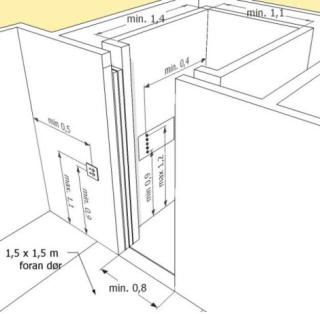 min. 1,4
min. 1,1
min. 0,4
min 0,5
max. 1,1
min. 0,9
min. 0,9
max 1,2
1,5 x 1,5 m
foran dør
min. 0,8